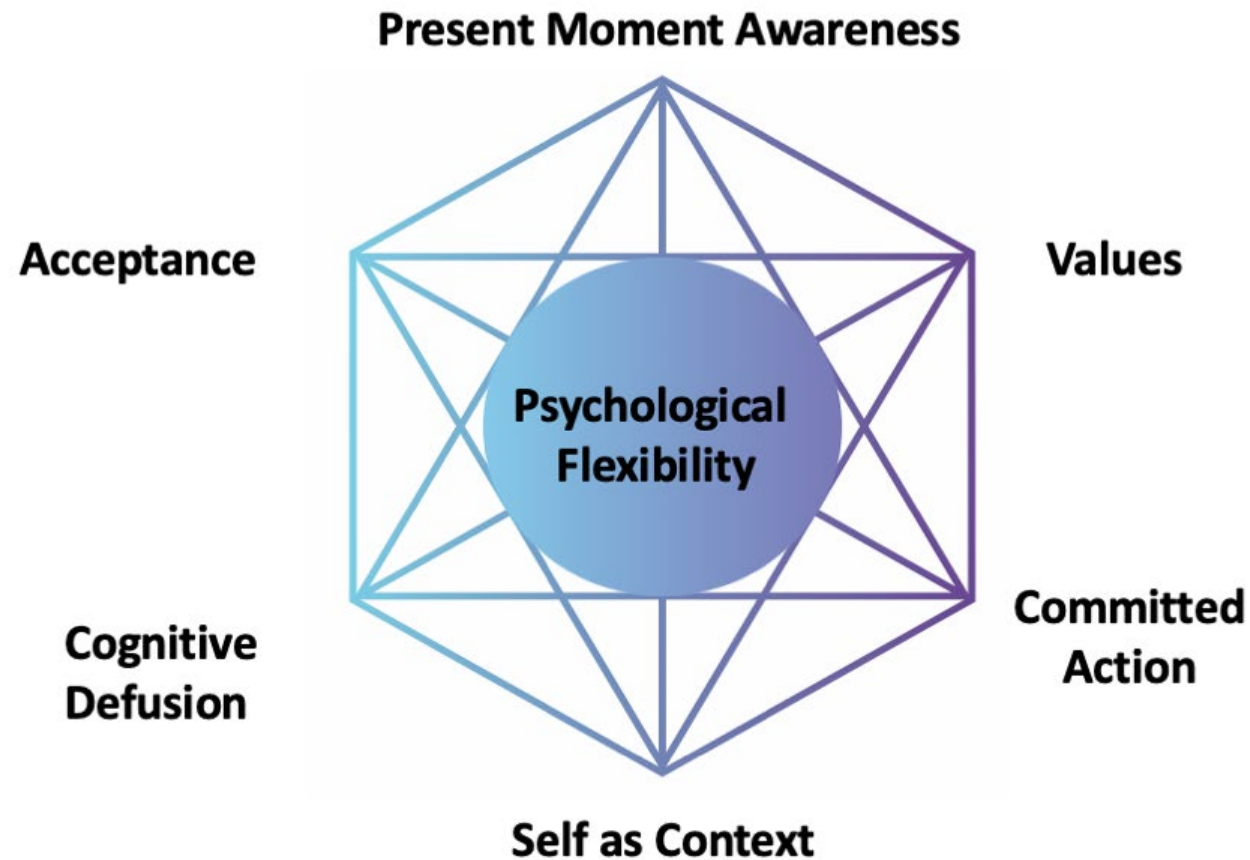 Present Moment Awareness
Acceptance
Values
Psychological
Flexibility
Cognitive
Defusion
Committed
Action
Self as Context